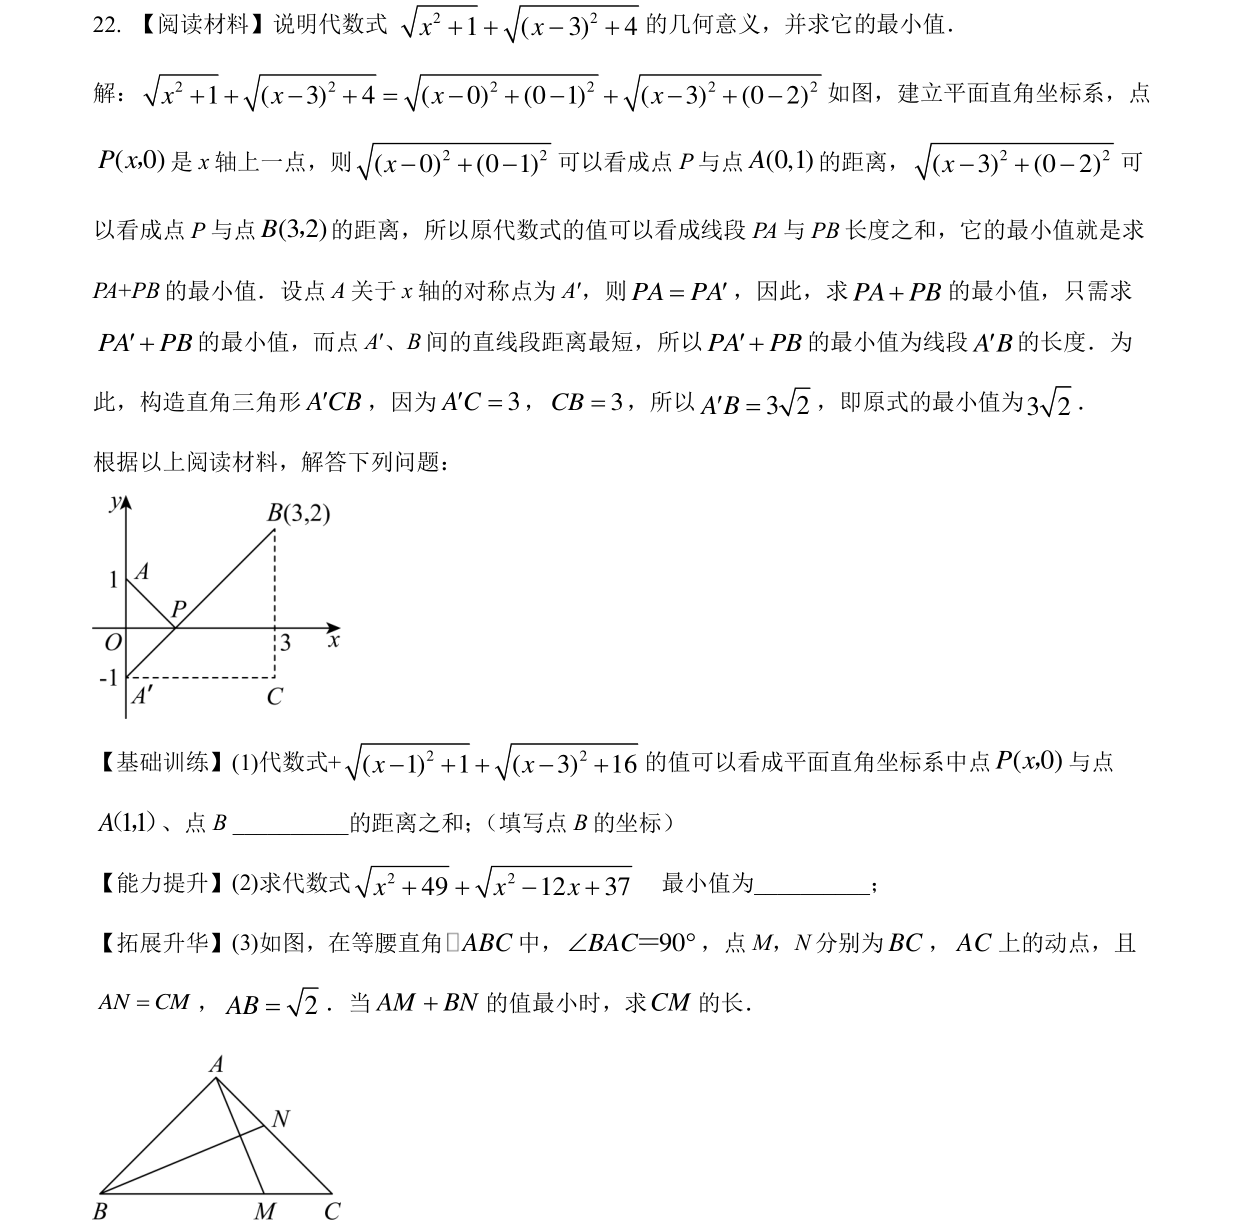 22. 【阅读材料】说明代数式 √(x²+1)+√((x−3)²+4) 的几何意义，并求它的最小值．
解：√(x²+1)+√((x−3)²+4)=√((x−0)²+(0−1)²)+√((x−3)²+(0−2)²) 如图，建立平面直角坐标系，点
P(x,0)是 x 轴上一点，则√((x−0)²+(0−1)²) 可以看成点 P 与点 A(0,1)的距离，√((x−3)²+(0−2)²) 可
以看成点 P 与点 B(3,2)的距离，所以原代数式的值可以看成线段 PA 与 PB 长度之和，它的最小值就是求
PA+PB 的最小值．设点 A 关于 x 轴的对称点为 A′，则 PA=PA′，因此，求 PA+PB 的最小值，只需求
PA′+PB 的最小值，而点 A′、B 间的直线段距离最短，所以 PA′+PB 的最小值为线段 A′B 的长度．为
此，构造直角三角形 A′CB，因为 A′C=3，CB=3，所以 A′B=3√2，即原式的最小值为3√2．
根据以上阅读材料，解答下列问题：
y
B(3,2)
1 A
P
O 3 x
-1 A′ C
【基础训练】(1)代数式+√((x−1)²+1)+√((x−3)²+16) 的值可以看成平面直角坐标系中点 P(x,0) 与点
A(1,1)、点 B __________的距离之和；（填写点 B 的坐标）
【能力提升】(2)求代数式√(x²+49)+√(x²−12x+37) 最小值为__________；
【拓展升华】(3)如图，在等腰直角□ABC 中，∠BAC=90°，点 M，N 分别为 BC，AC 上的动点，且
AN=CM，AB=√2．当 AM+BN 的值最小时，求 CM 的长．
A
N
B M C